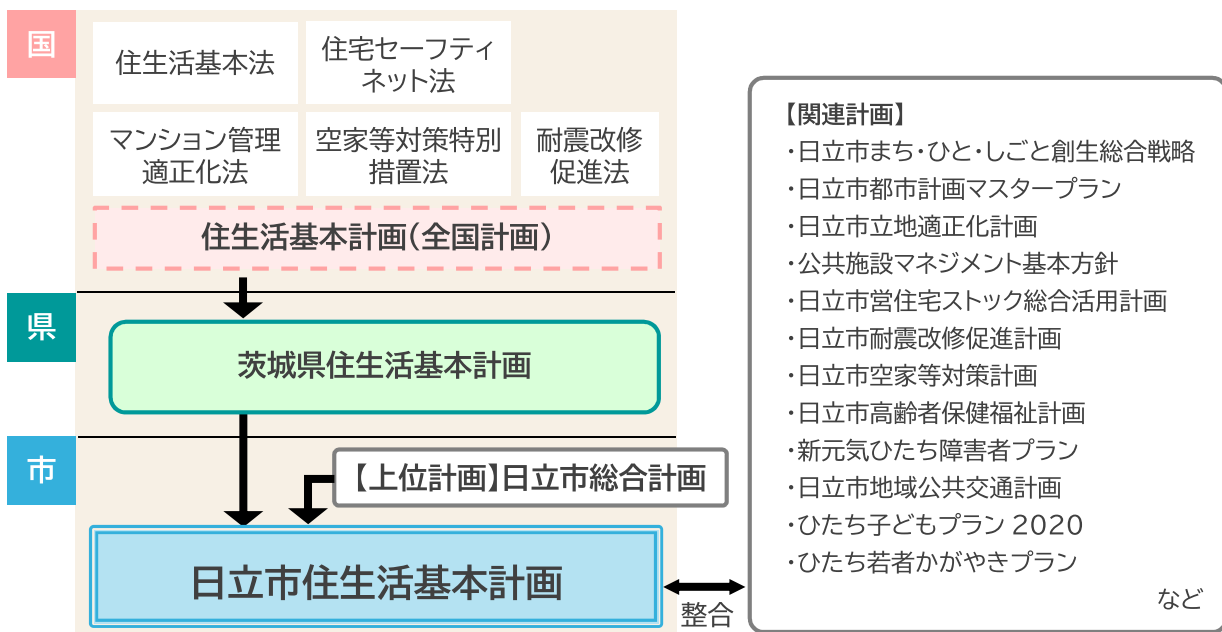 国
住生活基本法
住宅セーフティ
ネット法
マンション管理
適正化法
空家等対策特別
措置法
耐震改修
促進法
住生活基本計画(全国計画)
県
茨城県住生活基本計画
市
【上位計画】日立市総合計画
日立市住生活基本計画
整合
【関連計画】
・日立市まち・ひと・しごと創生総合戦略
・日立市都市計画マスタープラン
・日立市立地適正化計画
・公共施設マネジメント基本方針
・日立市営住宅ストック総合活用計画
・日立市耐震改修促進計画
・日立市空家等対策計画
・日立市高齢者保健福祉計画
・新元気ひたち障害者プラン
・日立市地域公共交通計画
・ひたち子どもプラン 2020
・ひたち若者かがやきプラン
など